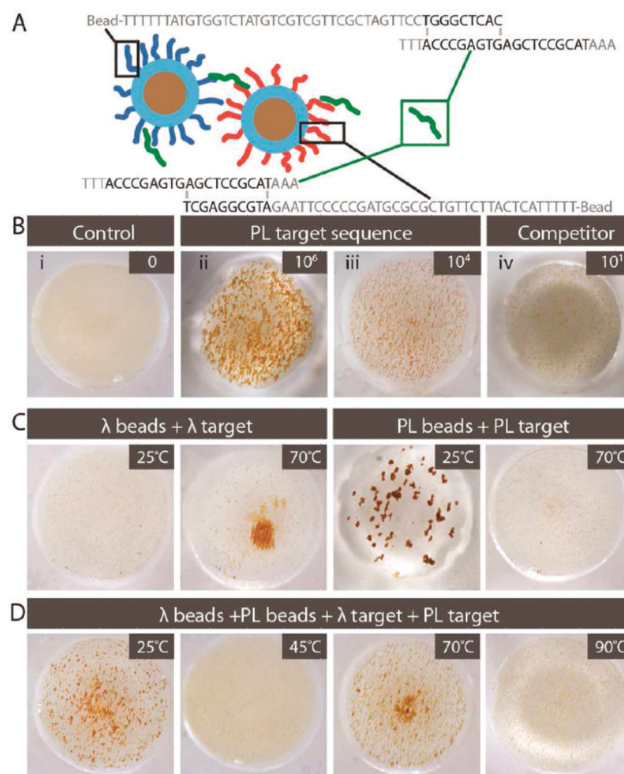 A
Bead-TTTTTTATGTGGTCTATGTCGTCGTTCGCTAGTTCCTGGGCTCAC
TTTACCCGAGTGAGCTCCGCATAAA
TTTACCCGAGTGAGCTCCGCATAAA
TCGAGGCGTAGAATTCCCCCGATGCGCGCTGTTCTTACTCATTTTT-Bead
B
Control PL target sequence Competitor
i 0 ii 10⁶ iii 10⁴ iv 10¹
C
λ beads + λ target PL beads + PL target
25°C 70°C 25°C 70°C
D
λ beads +PL beads + λ target + PL target
25°C 45°C 70°C 90°C